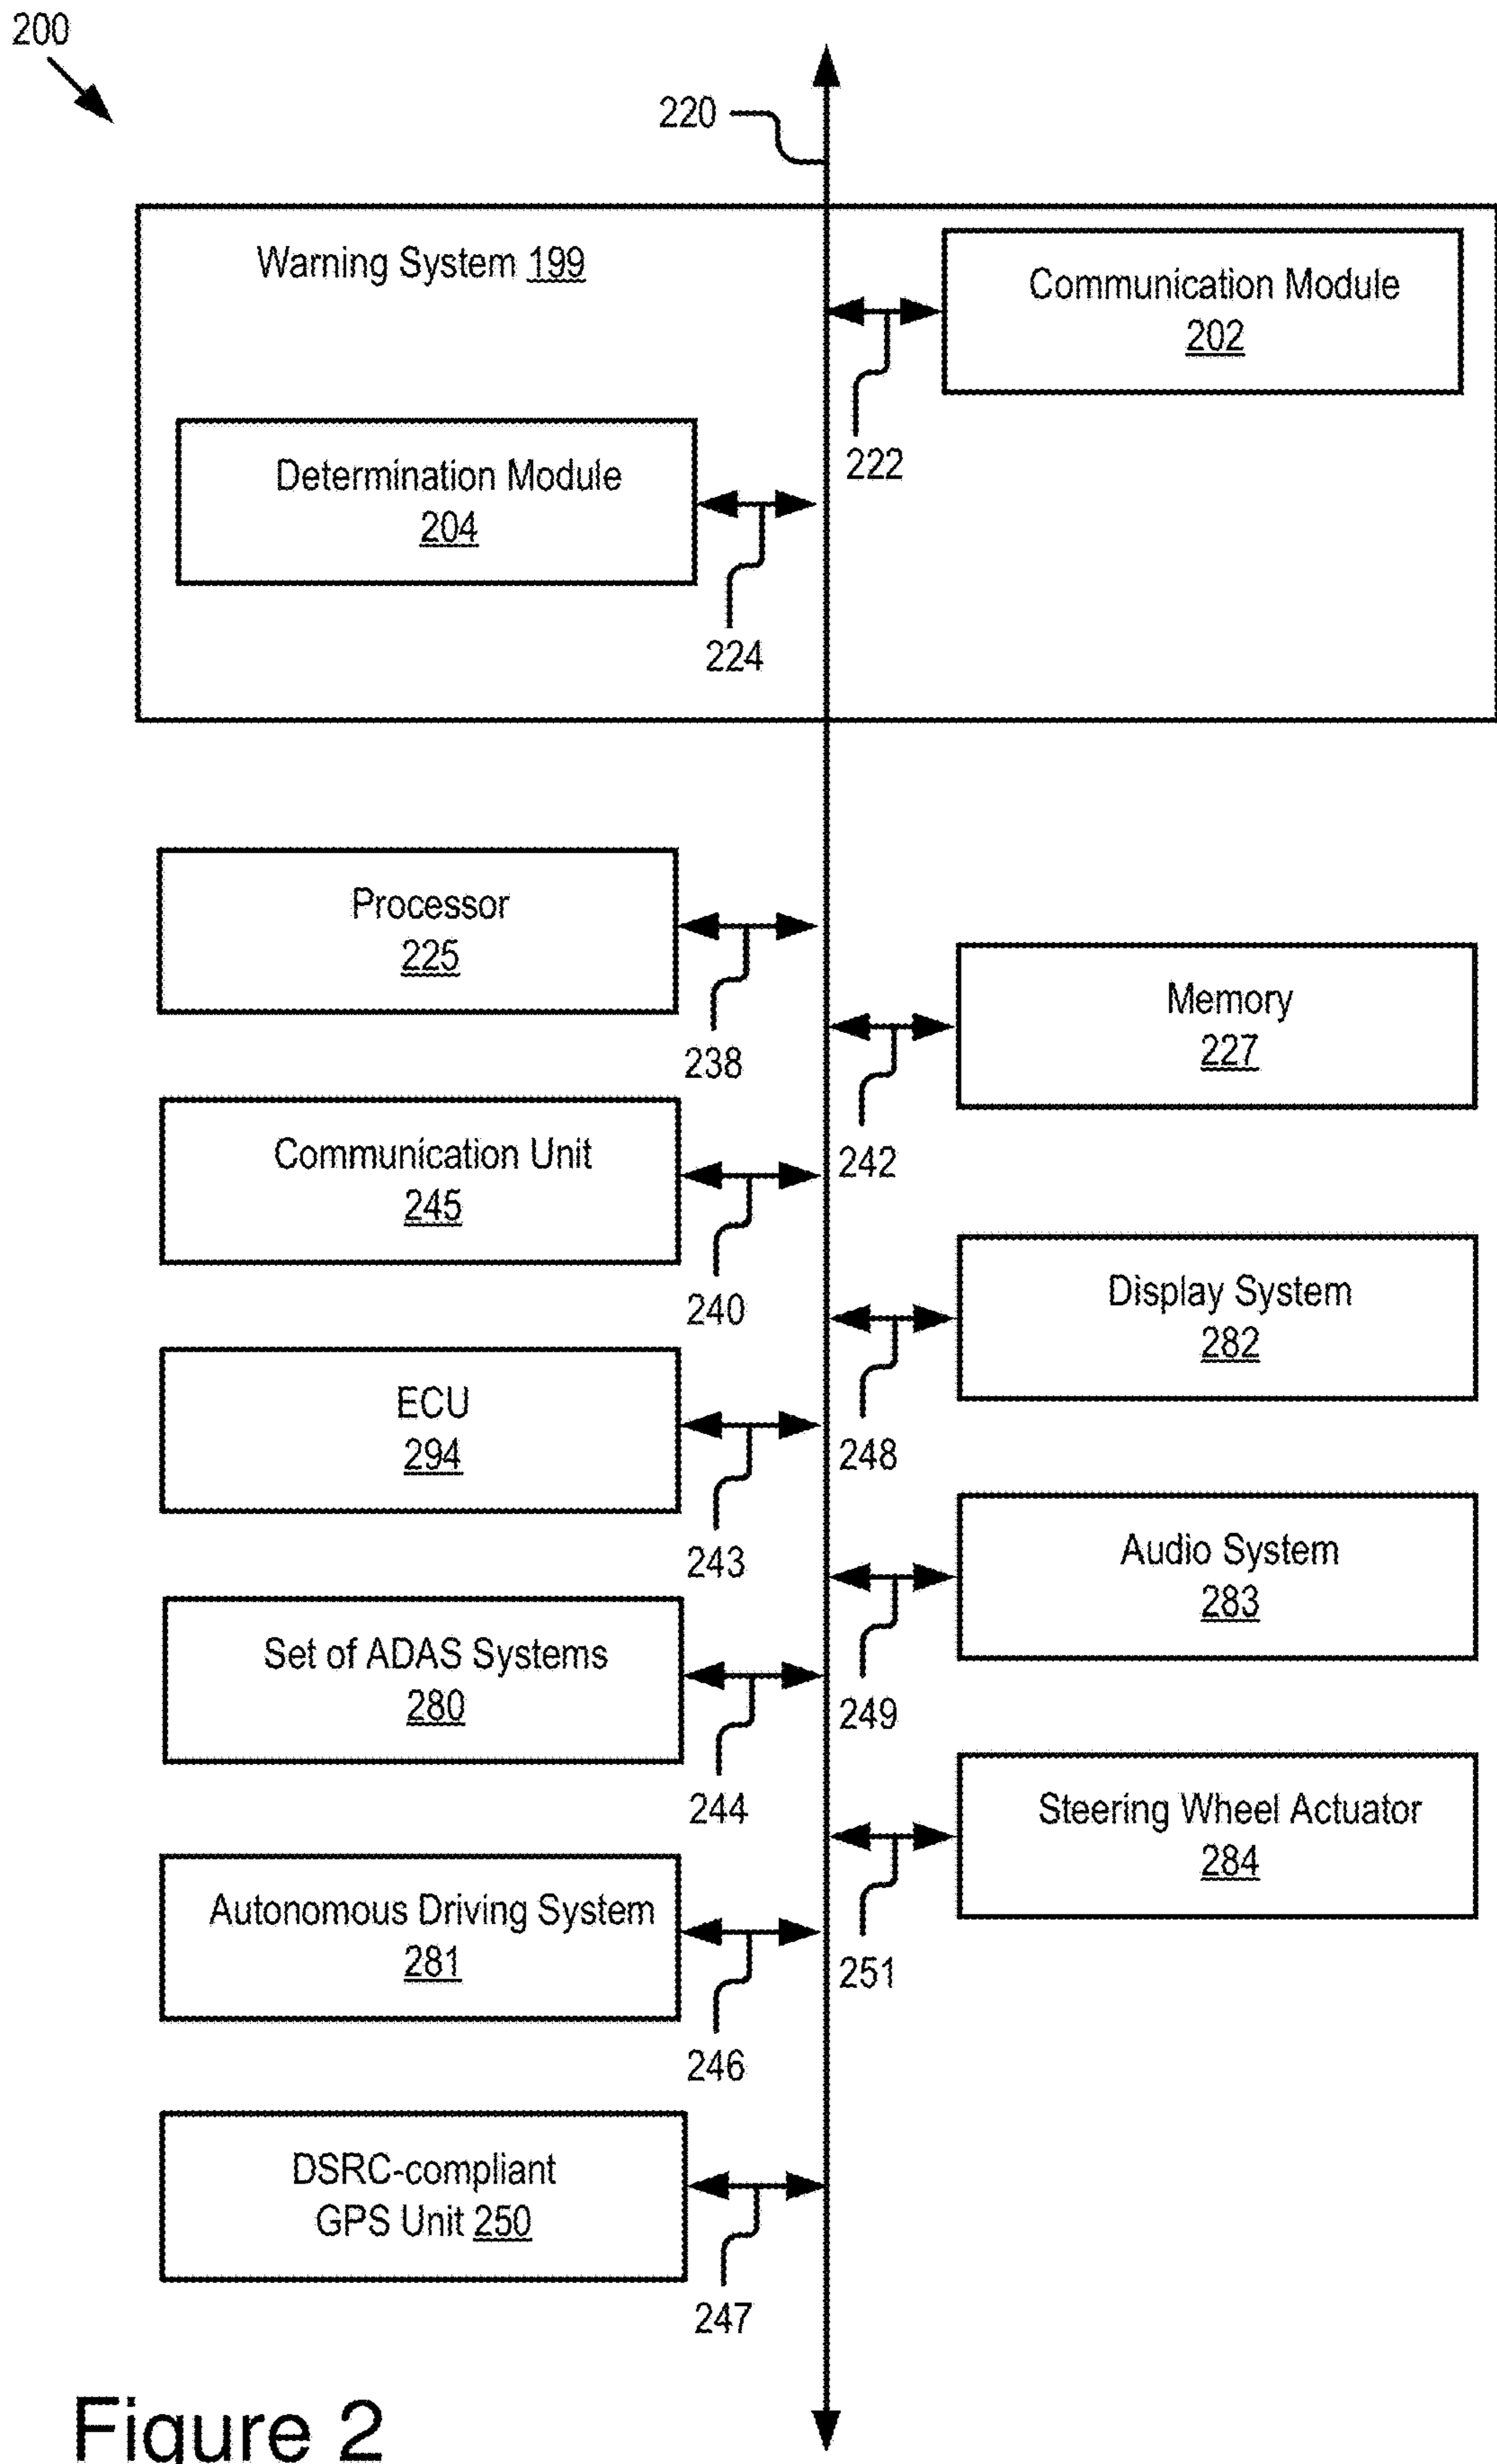 200
220
Warning System 199
Communication Module
202
222
Determination Module
204
224
Processor
225
238
Memory
227
242
Communication Unit
245
240
Display System
282
248
ECU
294
243
Audio System
283
249
Set of ADAS Systems
280
244
Steering Wheel Actuator
284
251
Autonomous Driving System
281
246
DSRC-compliant
GPS Unit 250
247
Figure 2